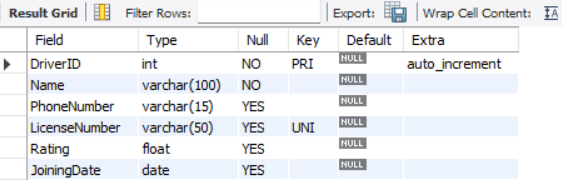 Result Grid Filter Rows: Export: Wrap Cell Content: IA
Field Type Null Key Default Extra
DriverID int NO PRI NULL auto_increment
Name varchar(100) NO NULL
PhoneNumber varchar(15) YES NULL
LicenseNumber varchar(50) YES UNI NULL
Rating float YES NULL
JoiningDate date YES NULL